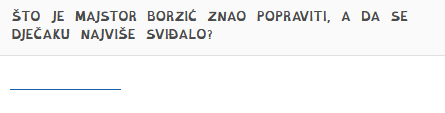 ŠTO JE MAJSTOR BORZIĆ ZNAO POPRAVITI, A DA SE
DJEČAKU NAJVIŠE SVIĐALO?